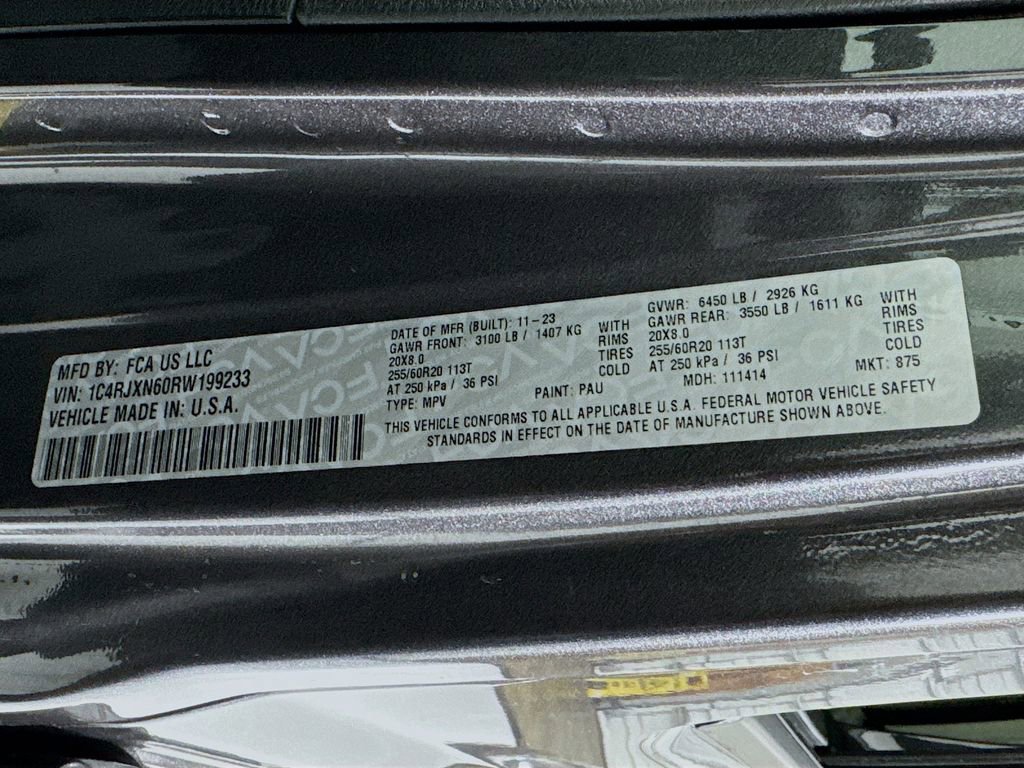 MFD BY: FCA US LLC
VIN: 1C4RJXN60RW199233
VEHICLE MADE IN: U.S.A.
DATE OF MFR (BUILT): 11-23
GAWR FRONT: 3100 LB / 1407 KG WITH
20X8.0 RIMS
255/60R20 113T TIRES
AT 250 kPa / 36 PSI COLD
TYPE: MPV PAINT: PAU
GVWR: 6450 LB / 2926 KG
GAWR REAR: 3550 LB / 1611 KG WITH
20X8.0 RIMS
255/60R20 113T TIRES
AT 250 kPa / 36 PSI COLD
MDH: 111414 MKT: 875
THIS VEHICLE CONFORMS TO ALL APPLICABLE U.S.A. FEDERAL MOTOR VEHICLE SAFETY
STANDARDS IN EFFECT ON THE DATE OF MANUFACTURE SHOWN ABOVE.